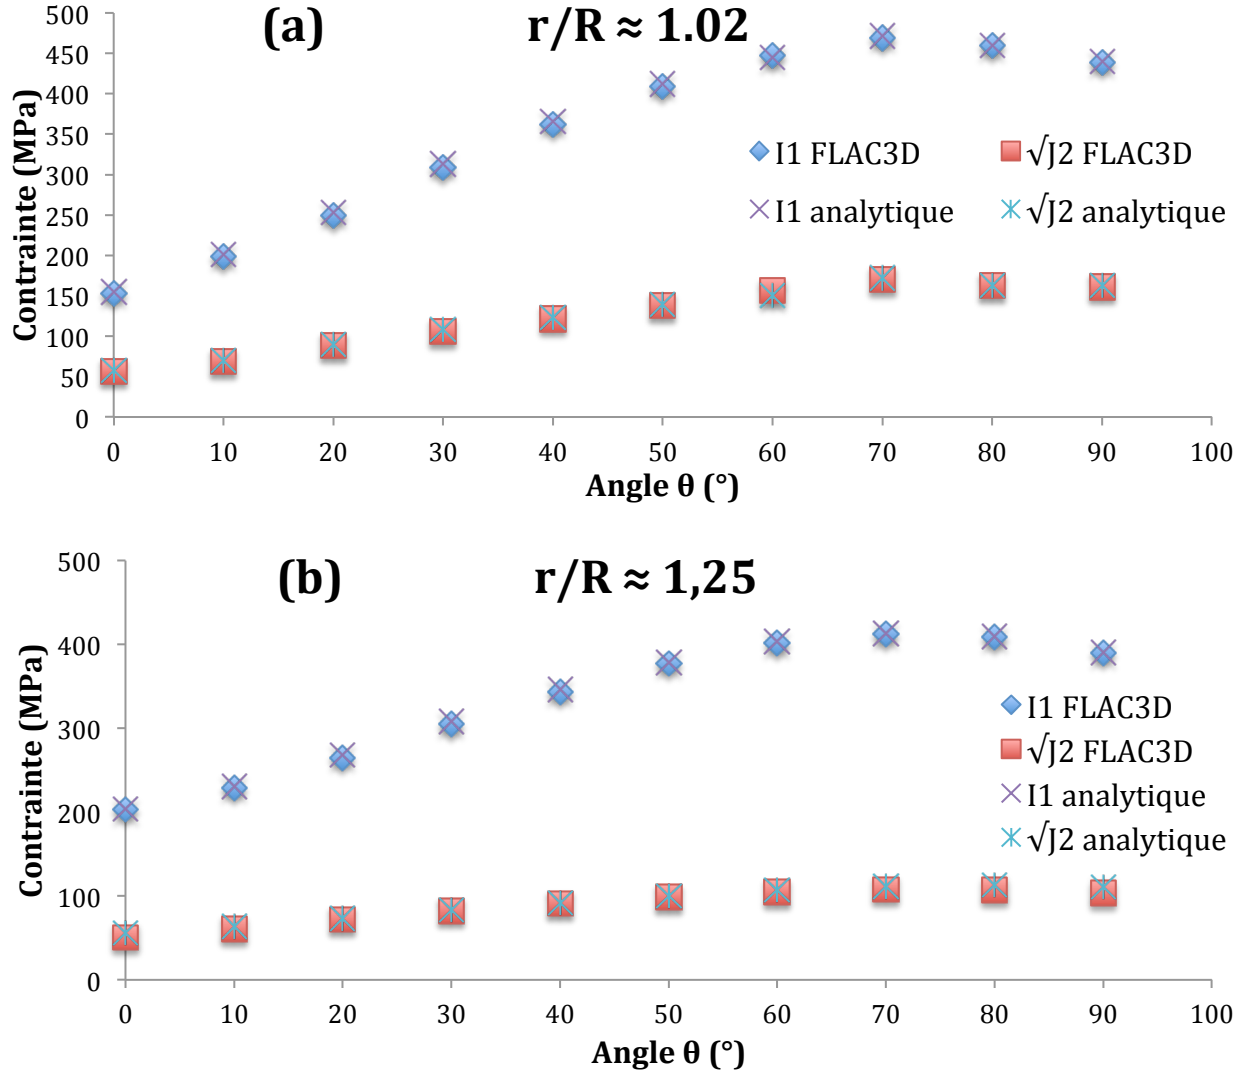 (a) r/R ≈ 1.02
500
450
400
350
300
250
200
150
100
50
0
Contrainte (MPa)
I1 FLAC3D √J2 FLAC3D
I1 analytique √J2 analytique
0 10 20 30 40 50 60 70 80 90 100
Angle θ (°)
(b) r/R ≈ 1,25
500
400
300
200
100
0
Contrainte (MPa)
I1 FLAC3D
√J2 FLAC3D
I1 analytique
√J2 analytique
0 10 20 30 40 50 60 70 80 90 100
Angle θ (°)